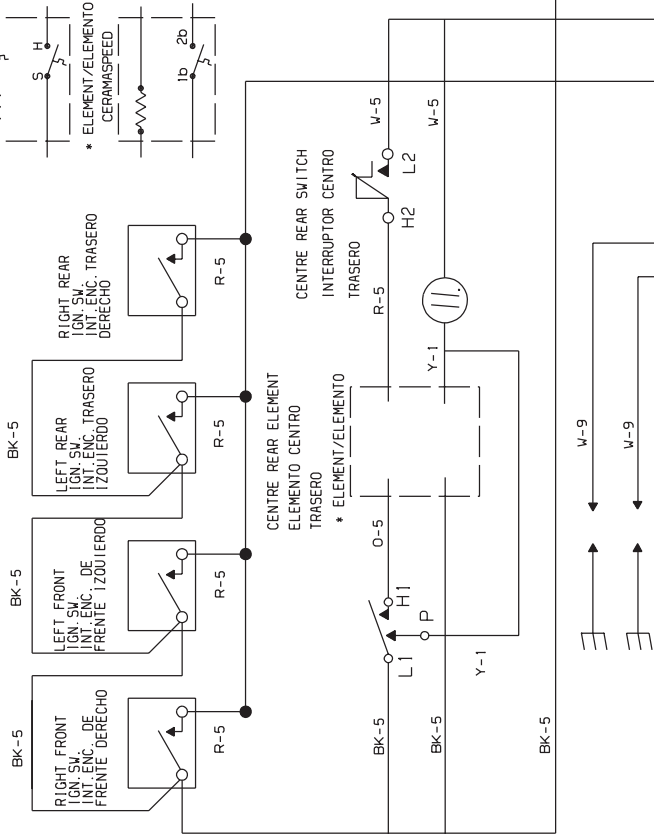 S H
* ELEMENT/ELEMENTO
CERAMASPEED
1b 2b
BK-5
RIGHT REAR
IGN.SW.
INT.ENC.TRASERO
DERECHO
R-5
BK-5
LEFT REAR
IGN.SW.
INT.ENC.TRASERO
IZQUIERDO
R-5
BK-5
LEFT FRONT
IGN.SW.
INT.ENC. DE
FRENTE IZQUIERDO
R-5
RIGHT FRONT
IGN.SW.
INT.ENC. DE
FRENTE DERECHO
R-5
CENTRE REAR SWITCH
INTERRUPTOR CENTRO
TRASERO
CENTRE REAR ELEMENT
ELEMENTO CENTRO
TRASERO
* ELEMENT/ELEMENTO
BK-5
L1
H1
O-5
R-5
H2
L2
W-5
P
BK-5
Y-1
W-5
Y-1
BK-5
W-9
W-9